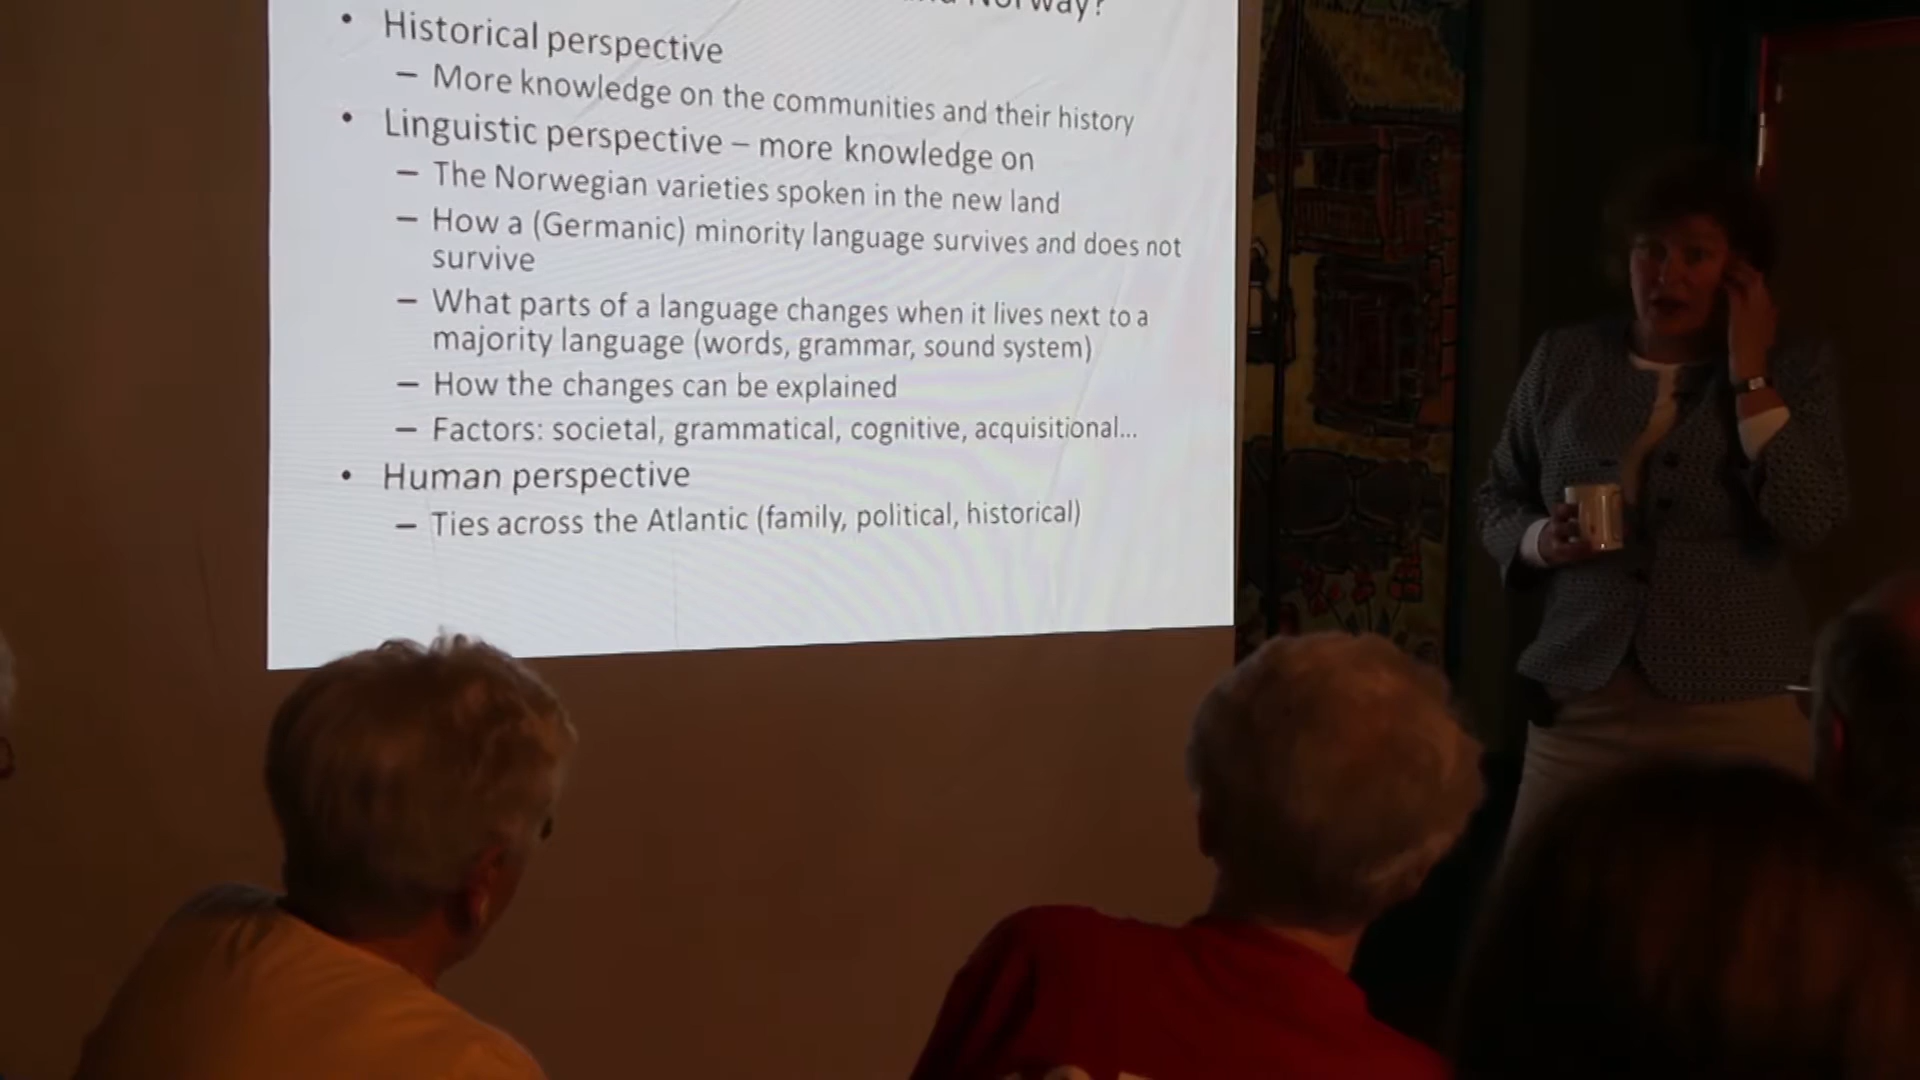 Norway?
• Historical perspective
– More knowledge on the communities and their history
• Linguistic perspective – more knowledge on
– The Norwegian varieties spoken in the new land
– How a (Germanic) minority language survives and does not
survive
– What parts of a language changes when it lives next to a
majority language (words, grammar, sound system)
– How the changes can be explained
– Factors: societal, grammatical, cognitive, acquisitional...
• Human perspective
– Ties across the Atlantic (family, political, historical)